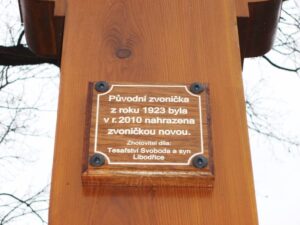 Původní zvonička
z roku 1923 byla
v r. 2010 nahrazena
zvoničkou novou.
Zhotovitel díla:
Tesařství Svoboda a syn
Libodřice